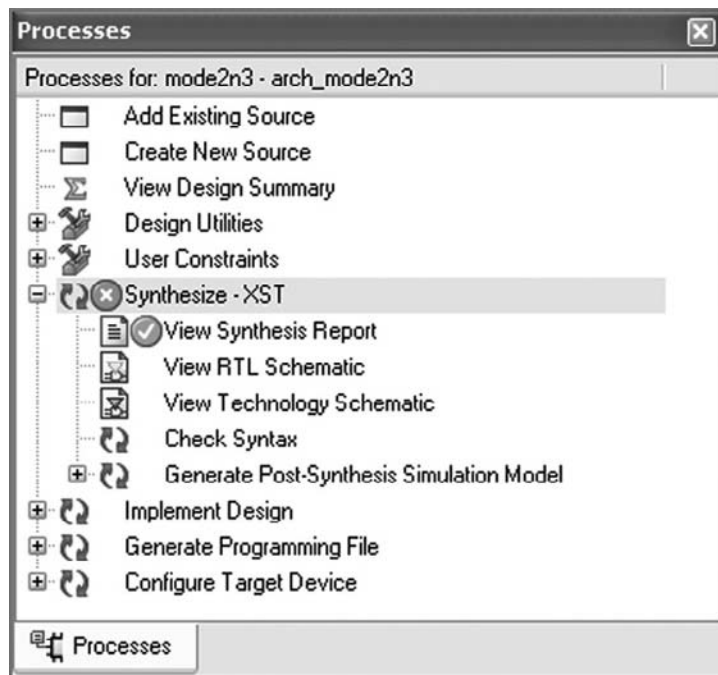 Processes
Processes for: mode2n3 - arch_mode2n3
Add Existing Source
Create New Source
View Design Summary
Design Utilities
User Constraints
Synthesize - XST
View Synthesis Report
View RTL Schematic
View Technology Schematic
Check Syntax
Generate Post-Synthesis Simulation Model
Implement Design
Generate Programming File
Configure Target Device
Processes